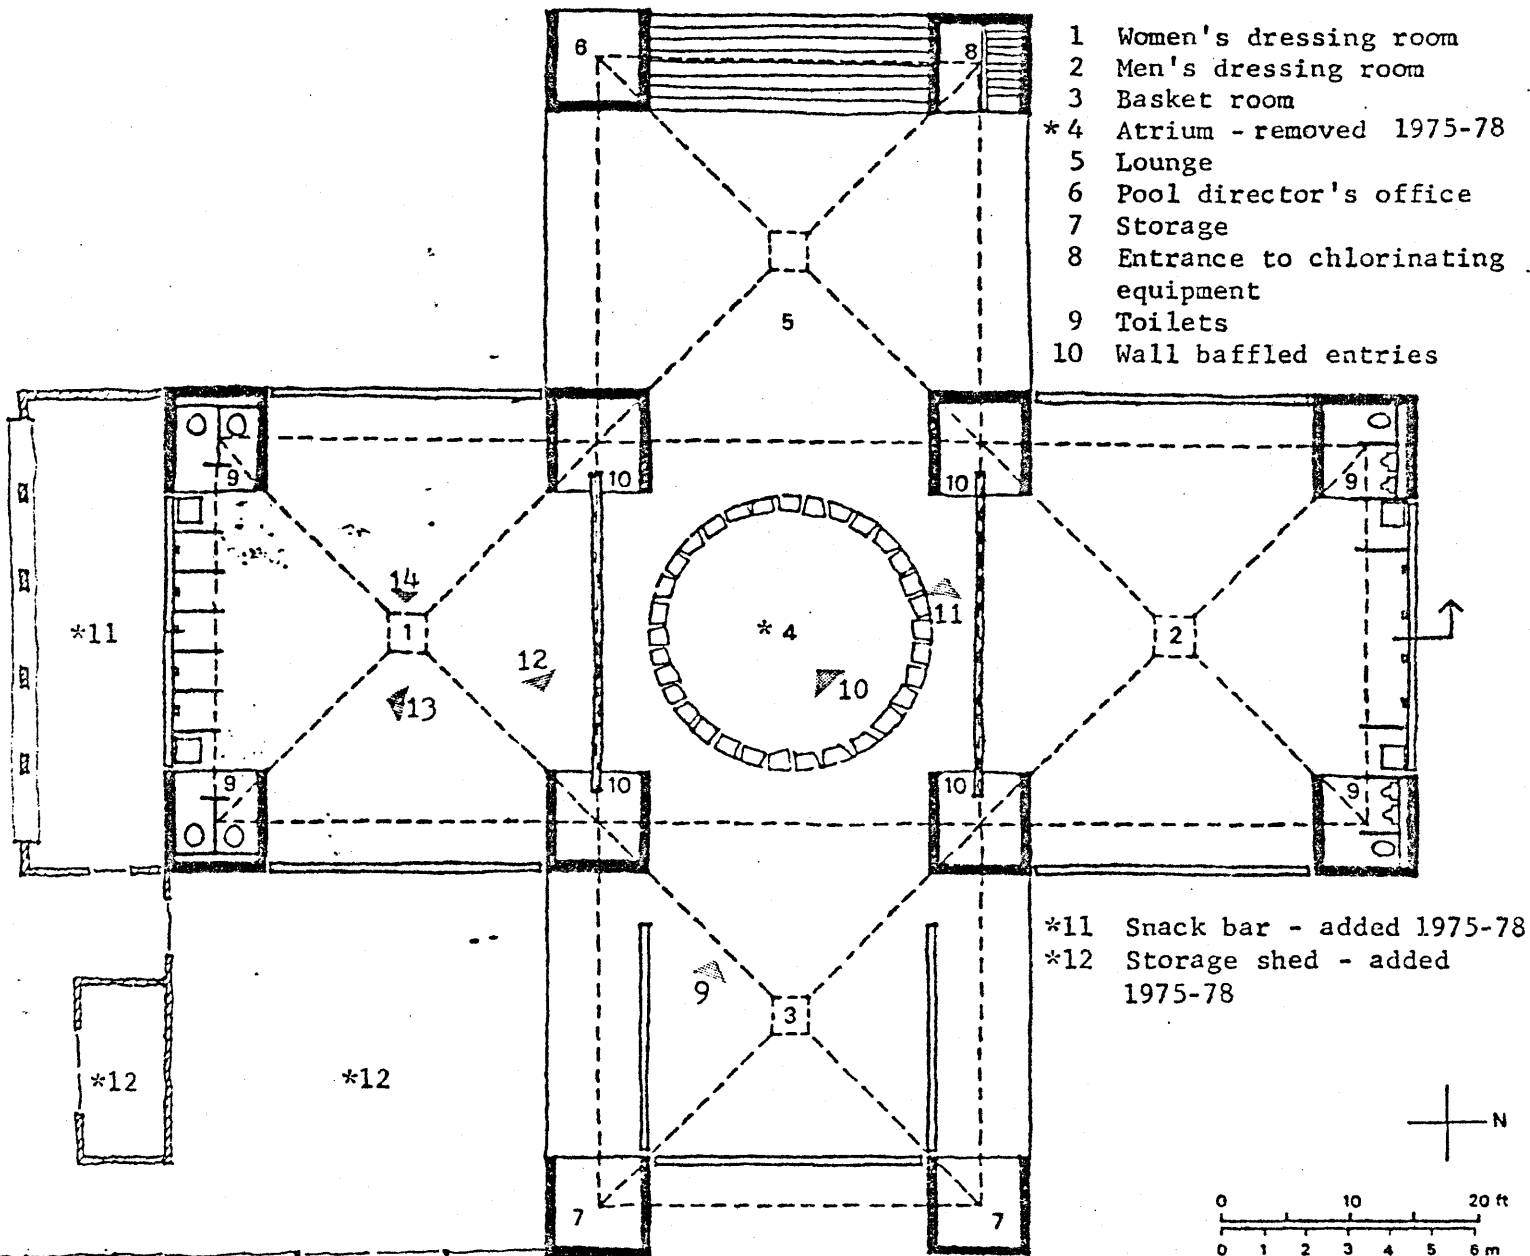 1 Women's dressing room
2 Men's dressing room
3 Basket room
*4 Atrium - removed 1975-78
5 Lounge
6 Pool director's office
7 Storage
8 Entrance to chlorinating
equipment
9 Toilets
10 Wall baffled entries
6
8
5
9
10
10
9
14
*11
1
12
13
*4
10
11
2
9
10
10
9
*11 Snack bar - added 1975-78
*12 Storage shed - added
1975-78
9
3
*12
*12
N
7
7
0 10 20 ft
0 1 2 3 4 5 6 m